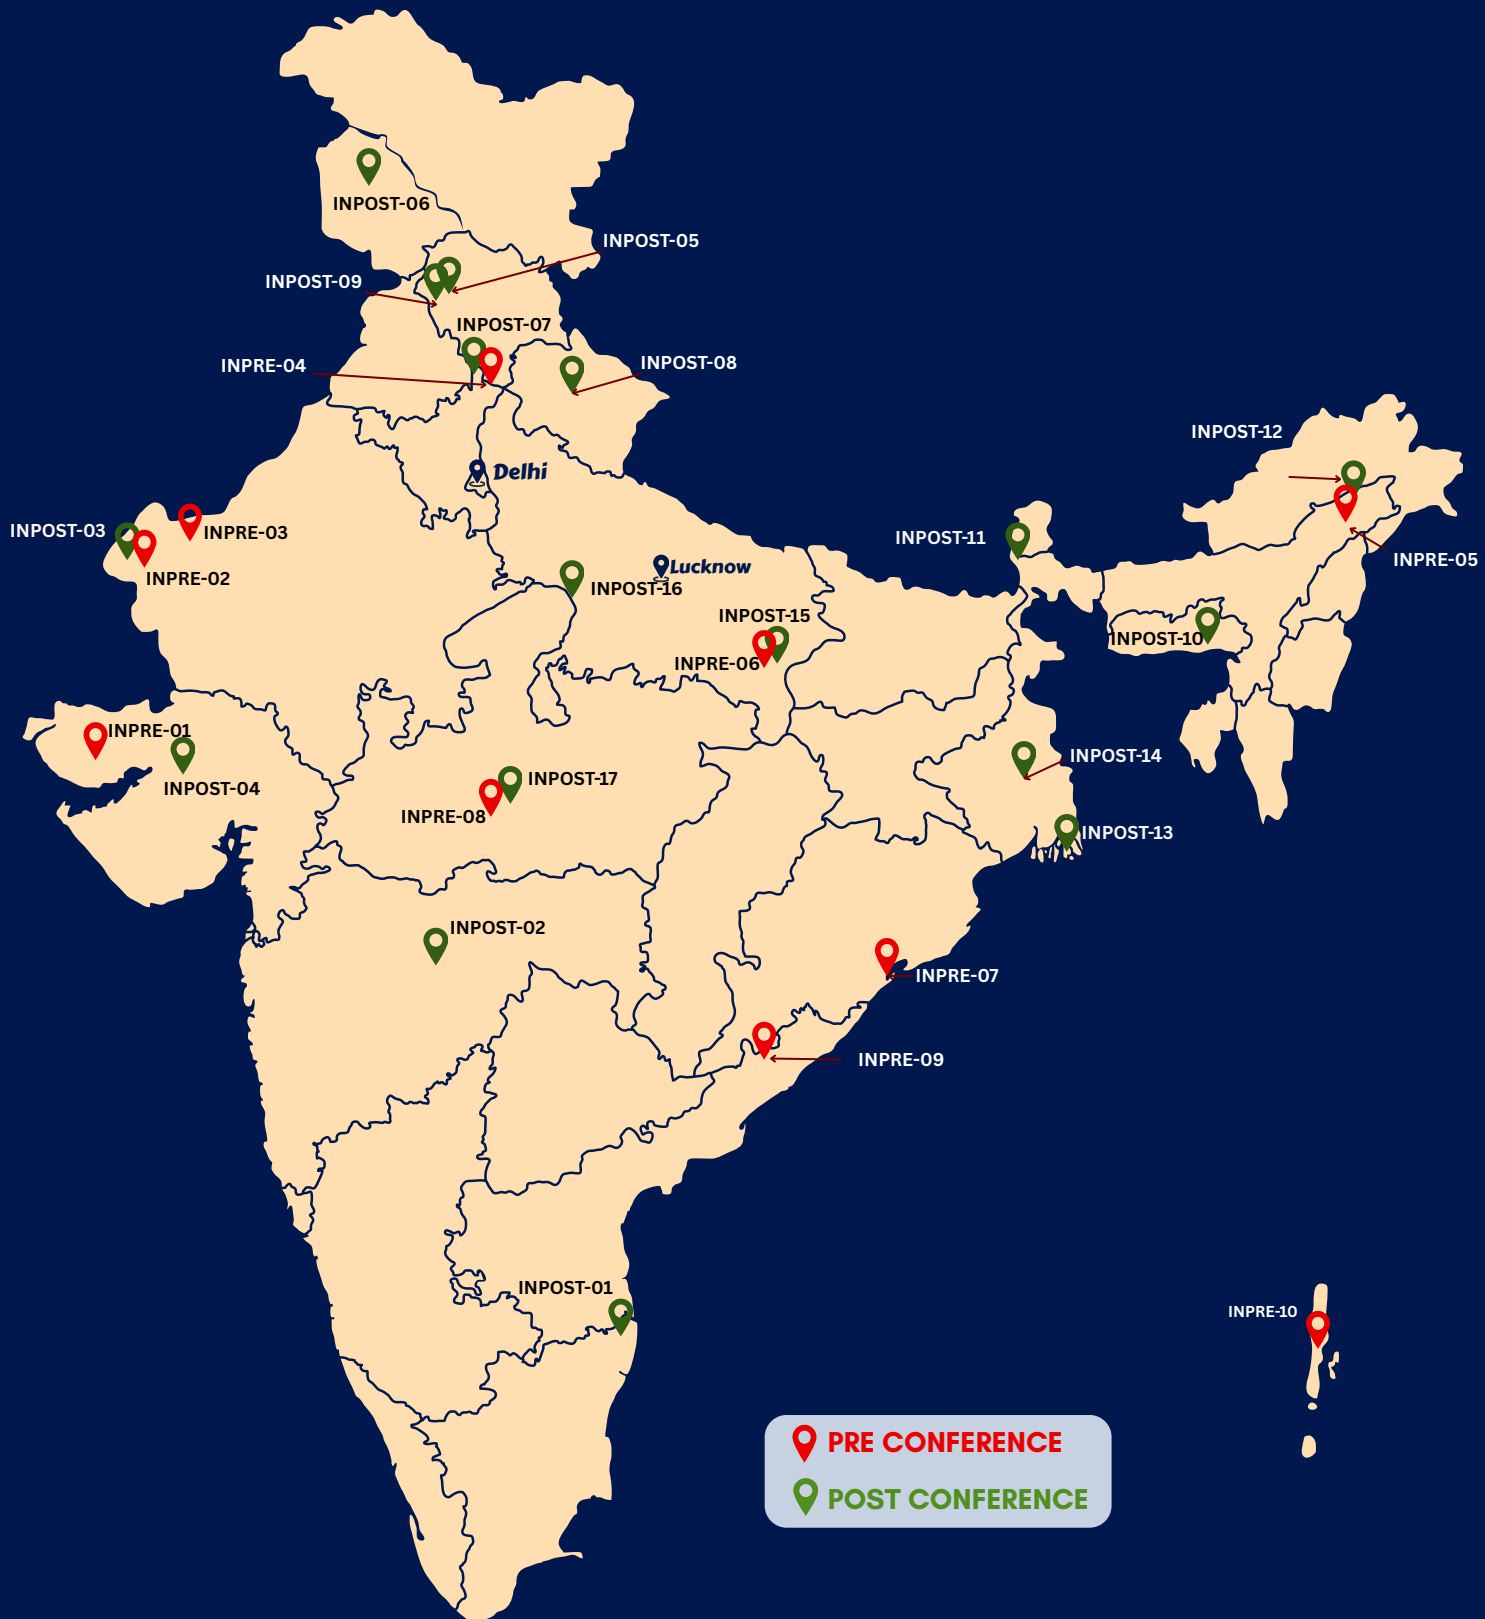 INPOST-06
INPOST-05
INPOST-09
INPOST-07
INPRE-04
INPOST-08
INPOST-12
Delhi
INPOST-03
INPRE-03
INPRE-02
INPOST-11
INPRE-05
Lucknow
INPOST-16
INPOST-15
INPRE-06
INPOST-10
INPRE-01
INPOST-04
INPOST-17
INPRE-08
INPOST-14
INPOST-13
INPOST-02
INPRE-07
INPRE-09
INPOST-01
INPRE-10
PRE CONFERENCE
POST CONFERENCE